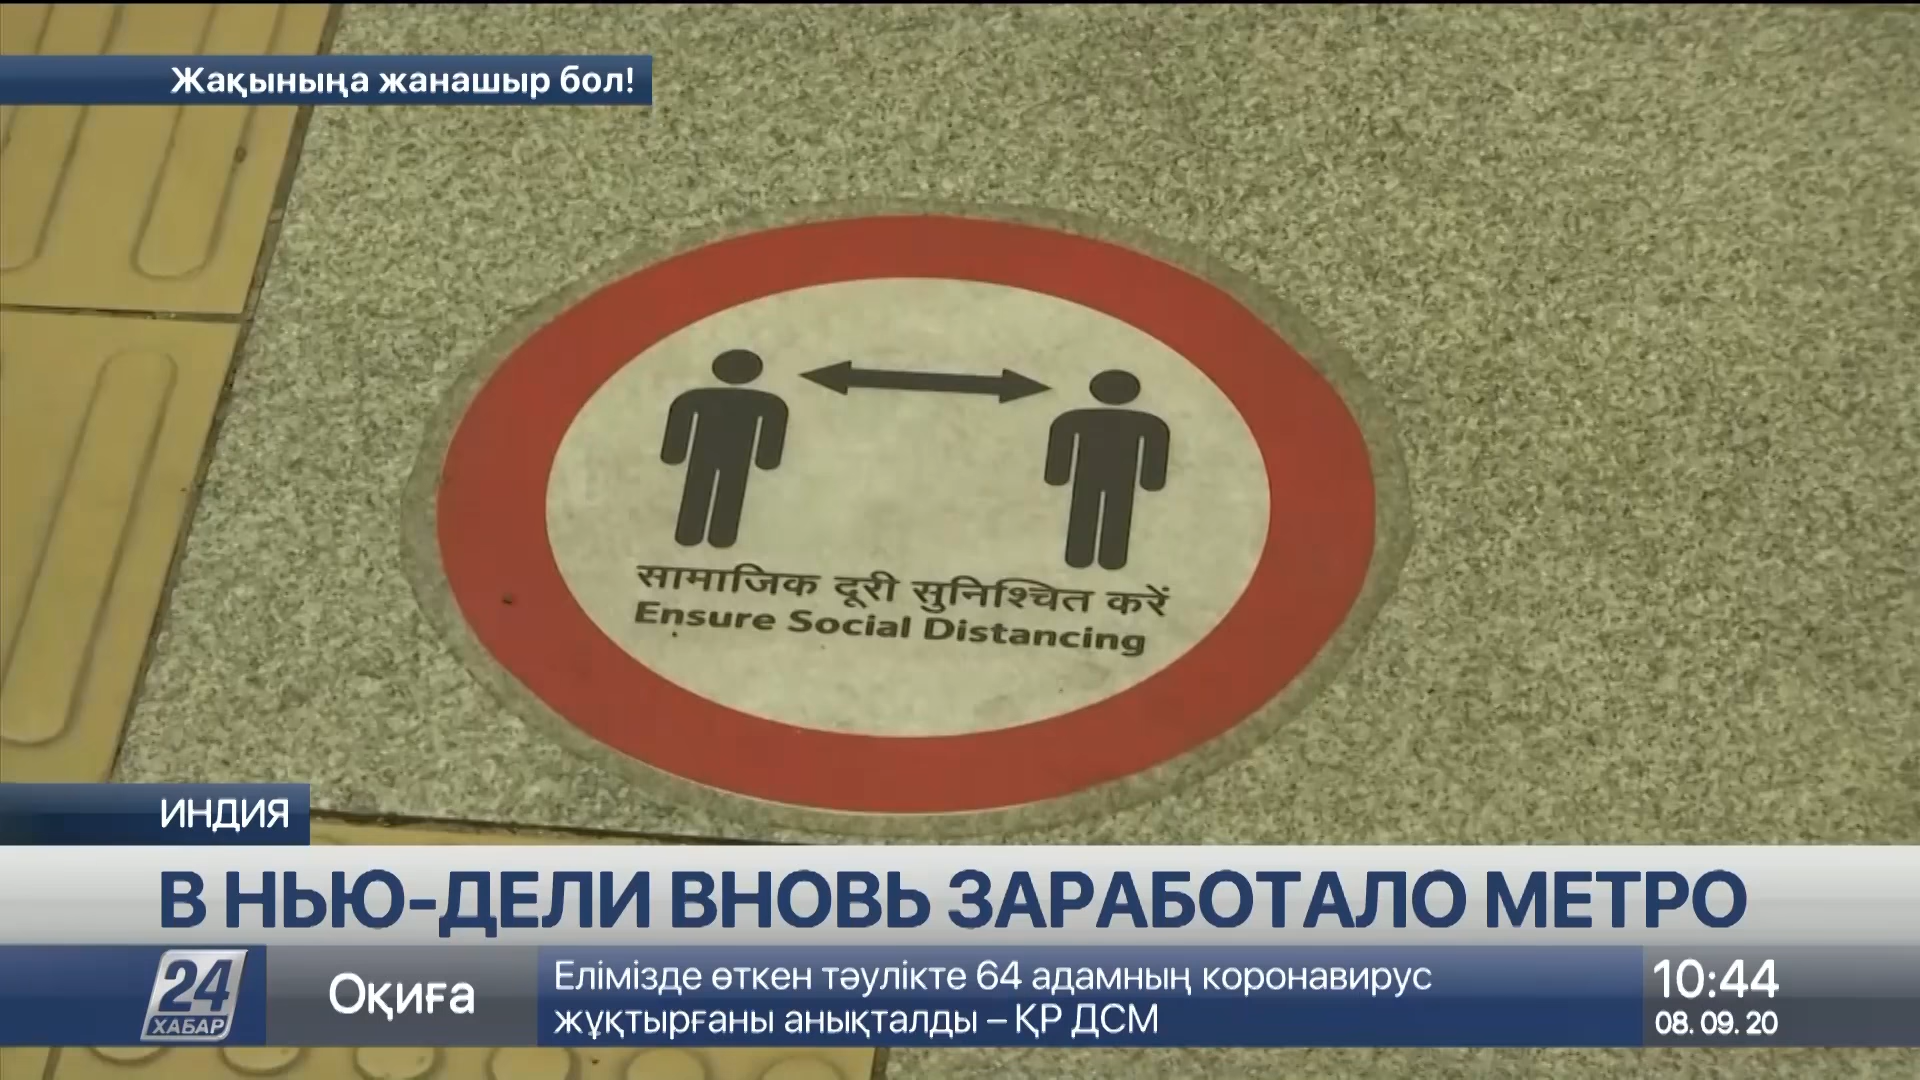 Жақыныңа жанашыр бол!
सामाजिक दूरी सुनिश्चित करें
Ensure Social Distancing
ИНДИЯ
В НЬЮ-ДЕЛИ ВНОВЬ ЗАРАБОТАЛО МЕТРО
24
ХАБАР
Оқиға
Елімізде өткен тәулікте 64 адамның коронавирус
жұқтырғаны анықталды – ҚР ДСМ
10:44
08. 09. 20